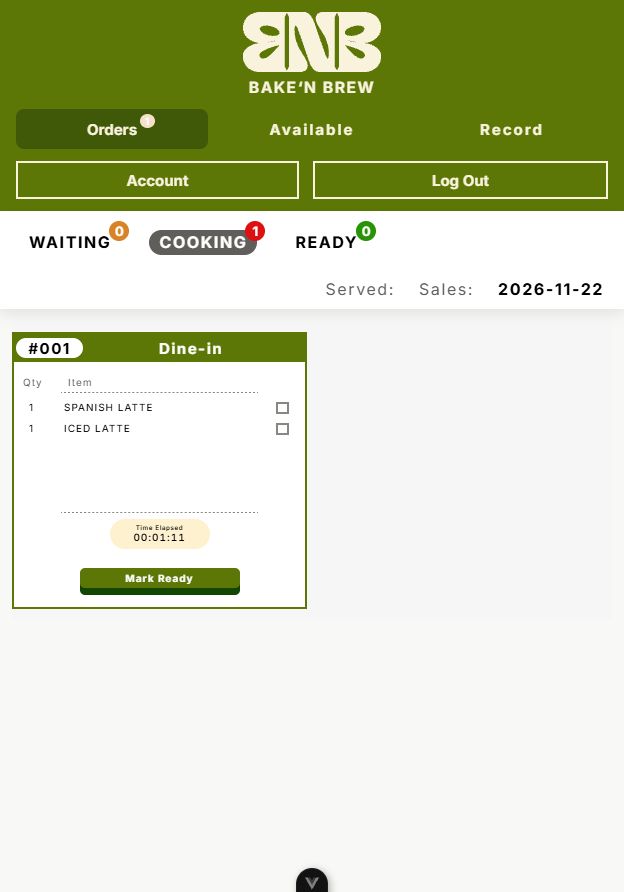 BNB
BAKE‘N BREW
Orders 1
Available
Record
Account
Log Out
WAITING 0
COOKING 1
READY 0
Served:
Sales:
2026-11-22
#001
Dine-in
Qty Item
1 SPANISH LATTE
1 ICED LATTE
Time Elapsed
00:01:11
Mark Ready